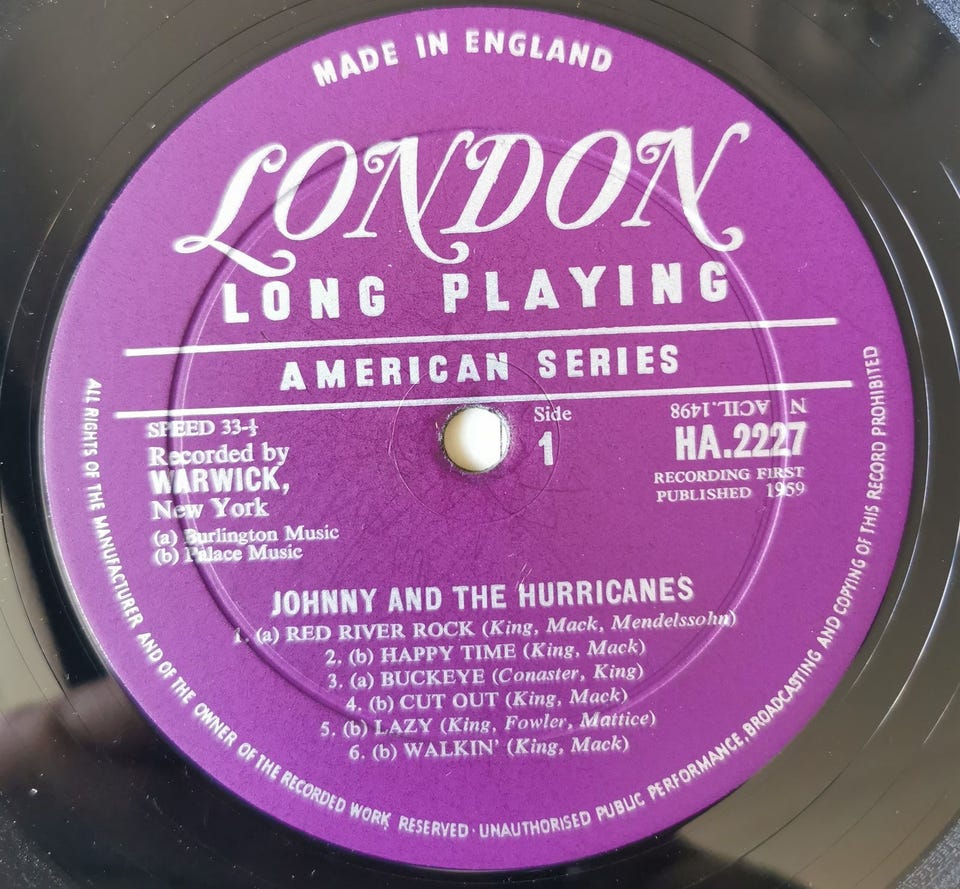 MADE IN ENGLAND
LONDON
LONG PLAYING
AMERICAN SERIES
SPEED 33-⅓
Recorded by
WARWICK,
New York
(a) Burlington Music
(b) Palace Music
Side
1
N ACIL.1498
HA.2227
RECORDING FIRST
PUBLISHED 1959
JOHNNY AND THE HURRICANES
1. (a) RED RIVER ROCK (King, Mack, Mendelssohn)
2. (b) HAPPY TIME (King, Mack)
3. (a) BUCKEYE (Conaster, King)
4. (b) CUT OUT (King, Mack)
5. (b) LAZY (King, Fowler, Mattice)
6. (b) WALKIN' (King, Mack)
ALL RIGHTS OF THE MANUFACTURER AND OF THE OWNER OF THE RECORDED WORK RESERVED · UNAUTHORISED PUBLIC PERFORMANCE, BROADCASTING AND COPYING OF THIS RECORD PROHIBITED